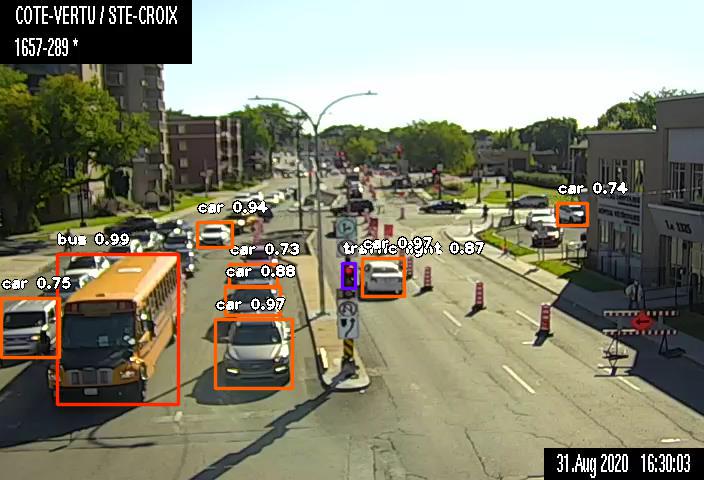 COTE-VERTU / STE-CROIX
1657-289 *
car 0.94
car 0.74
bus 0.99
car 0.73
car 0.97
traffic light 0.87
car 0.88
car 0.75
car 0.97
31.Aug 2020 16:30:03